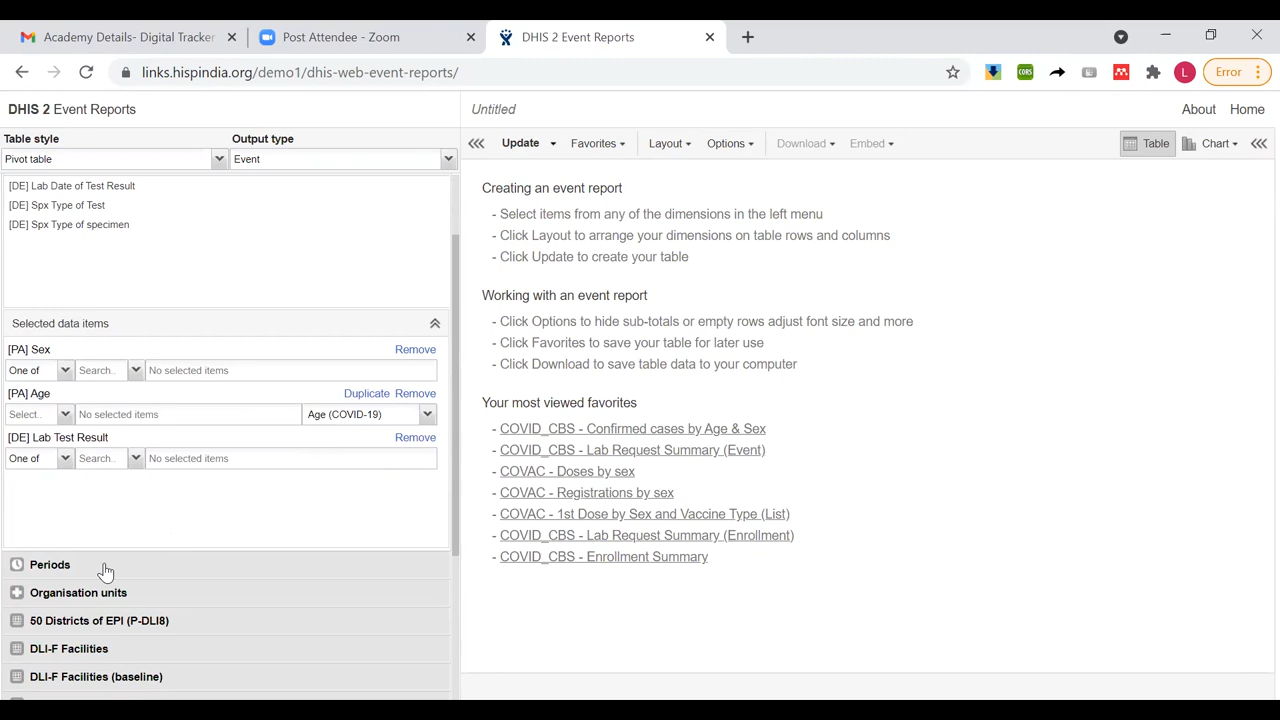 Academy Details- Digital Tracker
Post Attendee - Zoom
DHIS 2 Event Reports
links.hispindia.org/demo1/dhis-web-event-reports/
CORS
L
Error
DHIS 2 Event Reports
Untitled
About
Home
Table style
Output type
Pivot table
Event
Update
Favorites
Layout
Options
Download
Embed
Table
Chart
[DE] Lab Date of Test Result
[DE] Spx Type of Test
[DE] Spx Type of specimen
Selected data items
[PA] Sex
Remove
One of
Search..
No selected items
[PA] Age
Duplicate
Remove
Select..
No selected items
Age (COVID-19)
[DE] Lab Test Result
Remove
One of
Search..
No selected items
Periods
Organisation units
50 Districts of EPI (P-DLI8)
DLI-F Facilities
DLI-F Facilities (baseline)
Creating an event report
- Select items from any of the dimensions in the left menu
- Click Layout to arrange your dimensions on table rows and columns
- Click Update to create your table
Working with an event report
- Click Options to hide sub-totals or empty rows adjust font size and more
- Click Favorites to save your table for later use
- Click Download to save table data to your computer
Your most viewed favorites
- COVID_CBS - Confirmed cases by Age & Sex
- COVID_CBS - Lab Request Summary (Event)
- COVAC - Doses by sex
- COVAC - Registrations by sex
- COVAC - 1st Dose by Sex and Vaccine Type (List)
- COVID_CBS - Lab Request Summary (Enrollment)
- COVID_CBS - Enrollment Summary